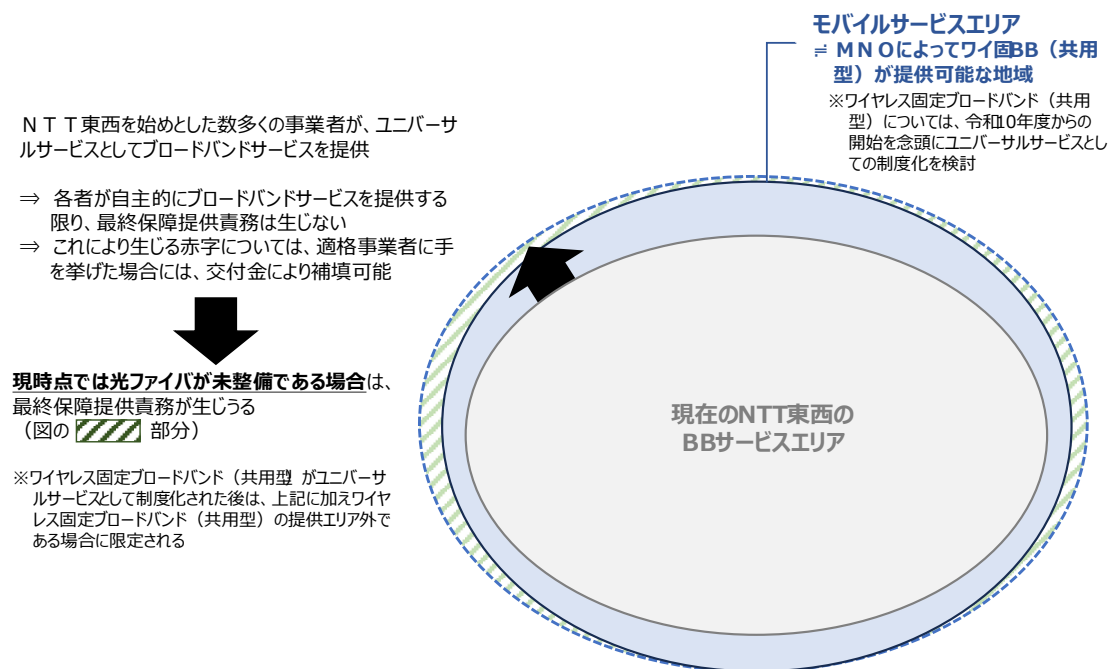 モバイルサービスエリア
≓ MNOによってワイ固BB（共用
型）が提供可能な地域
※ワイヤレス固定ブロードバンド（共用
型）については、令和10年度からの
開始を念頭にユニバーサルサービスとし
ての制度化を検討
ＮＴＴ東西を始めとした数多くの事業者が、ユニバーサ
ルサービスとしてブロードバンドサービスを提供
⇒ 各者が自主的にブロードバンドサービスを提供する
限り、最終保障提供責務は生じない
⇒ これにより生じる赤字については、適格事業者に手
を挙げた場合には、交付金により補填可能
現時点では光ファイバが未整備である場合は、
最終保障提供責務が生じうる
（図の 部分）
※ワイヤレス固定ブロードバンド（共用型）がユニバーサ
ルサービスとして制度化された後は、上記に加えワイヤ
レス固定ブロードバンド（共用型）の提供エリア外で
ある場合に限定される
現在のNTT東西の
BBサービスエリア